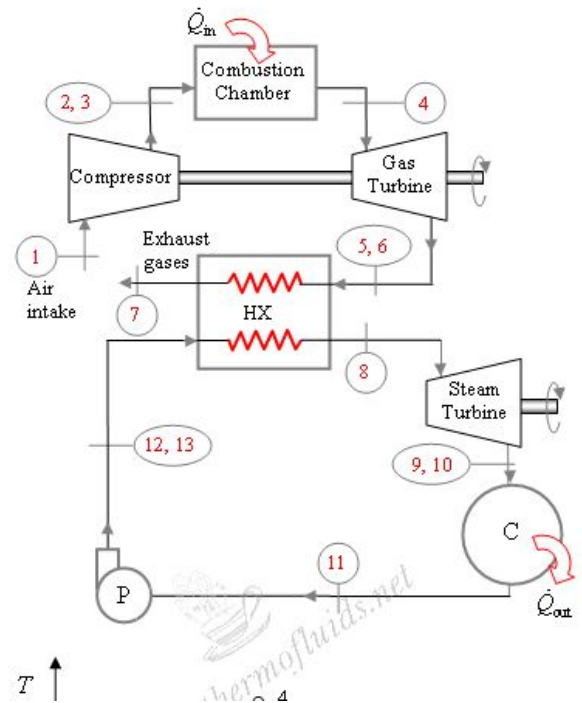 Q̇in
Combustion
Chamber
2, 3
4
Compressor
Gas
Turbine
1
Air
intake
Exhaust
gases
5, 6
7
HX
8
Steam
Turbine
12, 13
9, 10
C
11
P
Q̇out
thermofluids.net
T
4